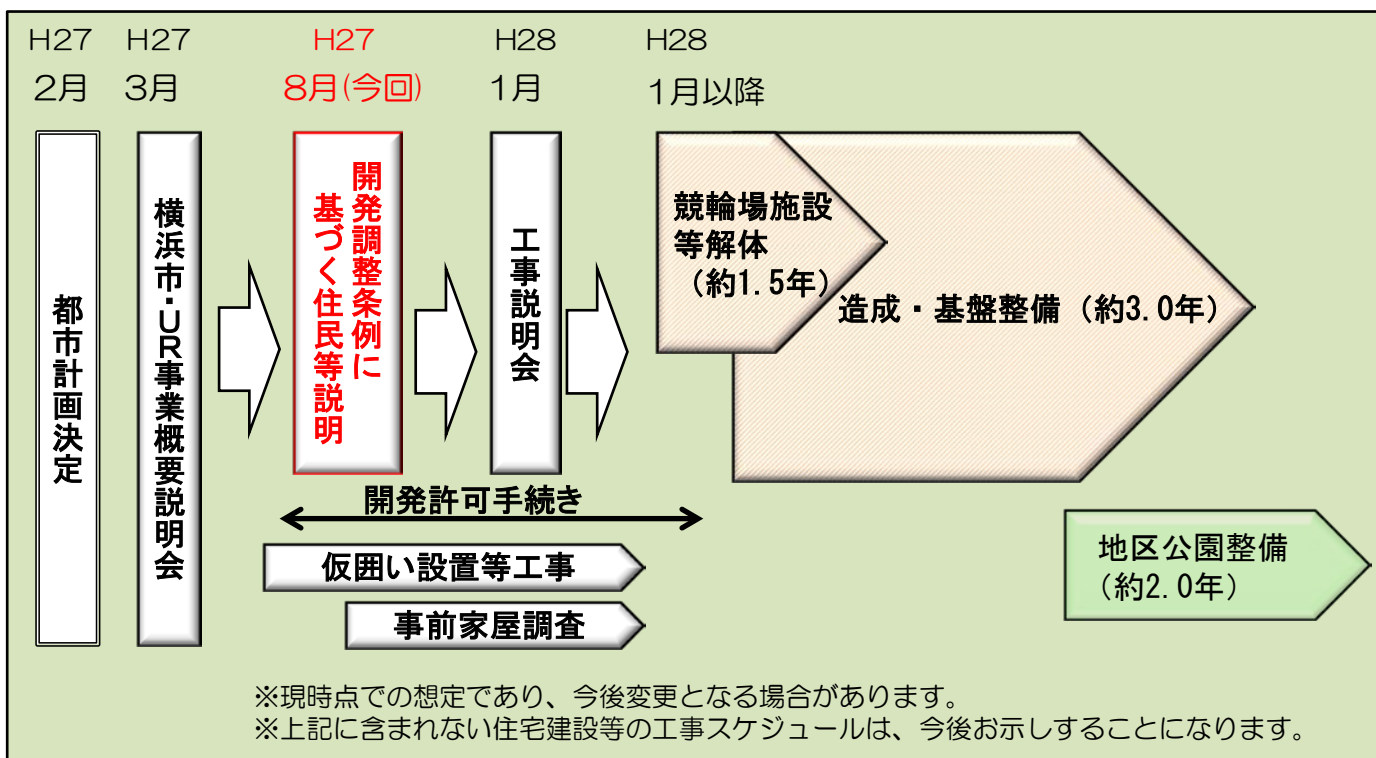 H27
2月
H27
3月
H27
8月(今回)
H28
1月
H28
1月以降
都市計画決定
横浜市・UR事業概要説明会
開発調整条例に
基づく住民等説明
工事説明会
競輪場施設
等解体
(約1.5年)
造成・基盤整備(約3.0年)
開発許可手続き
仮囲い設置等工事
事前家屋調査
地区公園整備
(約2.0年)
※現時点での想定であり、今後変更となる場合があります。
※上記に含まれない住宅建設等の工事スケジュールは、今後お示しすることになります。